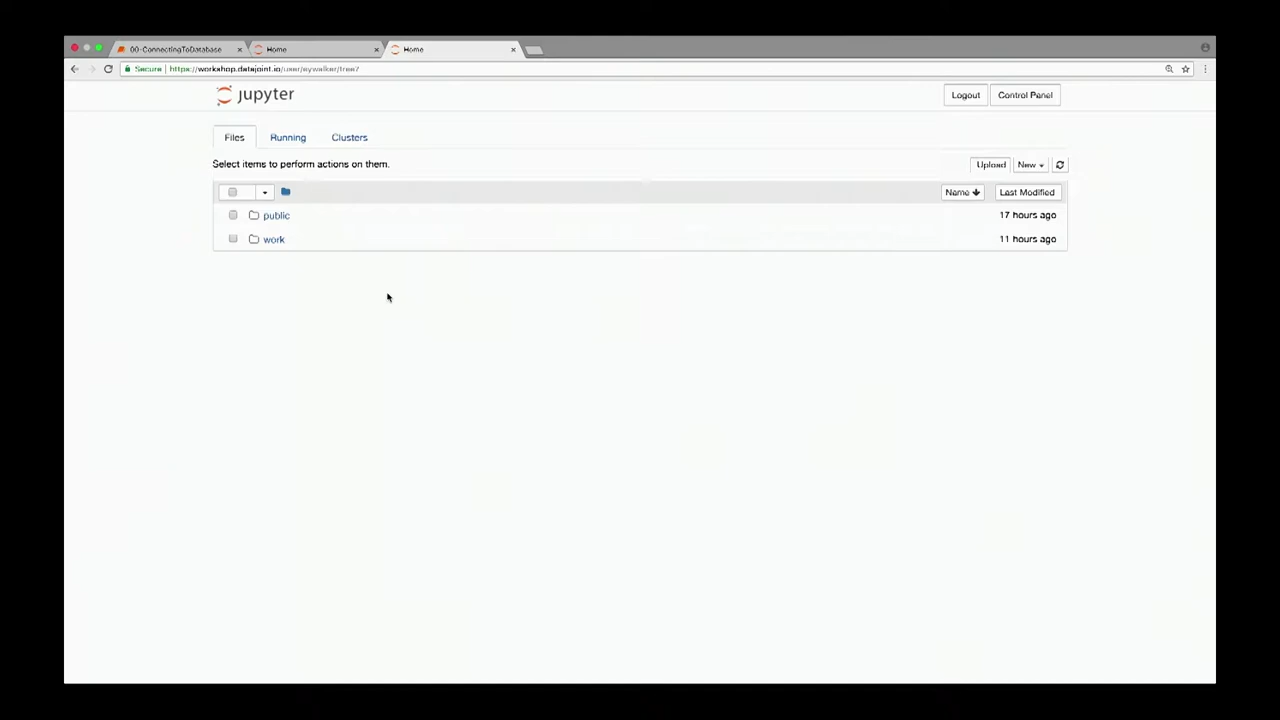 00-ConnectingToDatabase
Home
Home
Secure
https://workshop.datajoint.io/user/eywalker/tree?
jupyter
Logout
Control Panel
Files
Running
Clusters
Select items to perform actions on them.
Upload
New
Name
Last Modified
public
17 hours ago
work
11 hours ago